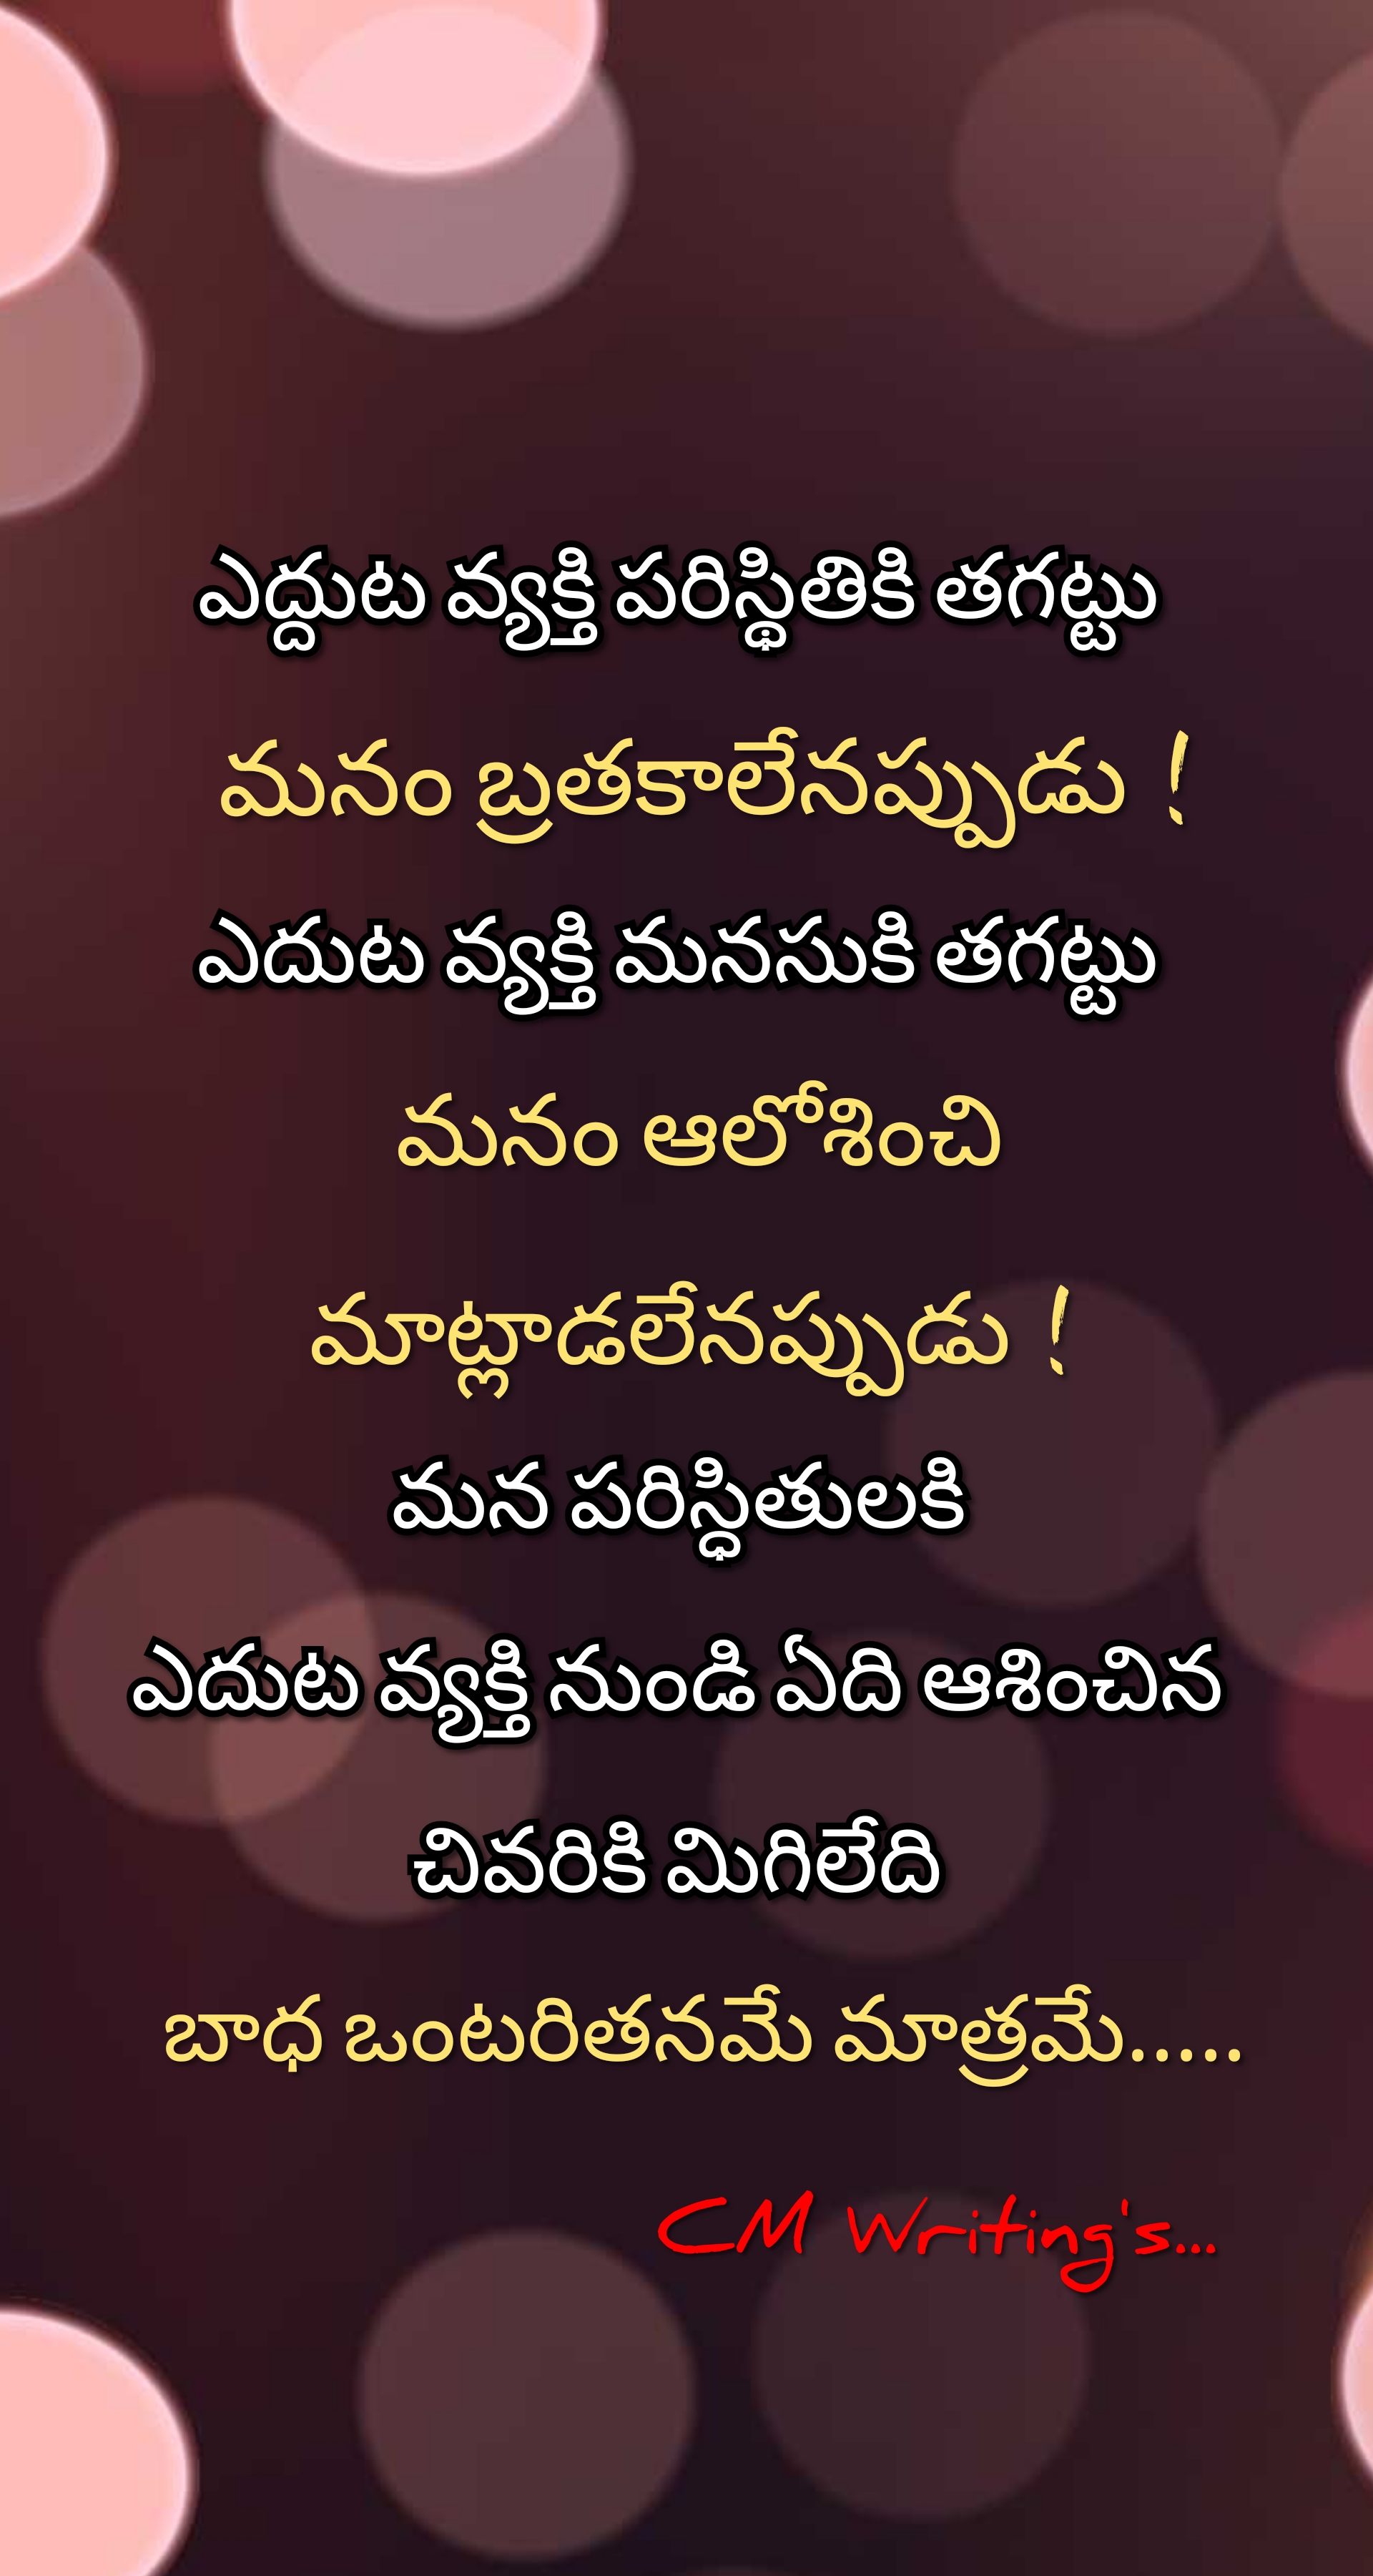 ఎద్దుట వ్యక్తి పరిస్థితికి తగట్టు
మనం బ్రతకాలేనప్పుడు !
ఎదుట వ్యక్తి మనసుకి తగట్టు
మనం ఆలోశించి
మాట్లాడలేనప్పుడు !
మన పరిస్ధితులకి
ఎదుట వ్యక్తి నుండి ఏది ఆశించిన
చివరికి మిగిలేది
బాధ ఒంటరితనమే మాత్రమే.....
CM Writing's...